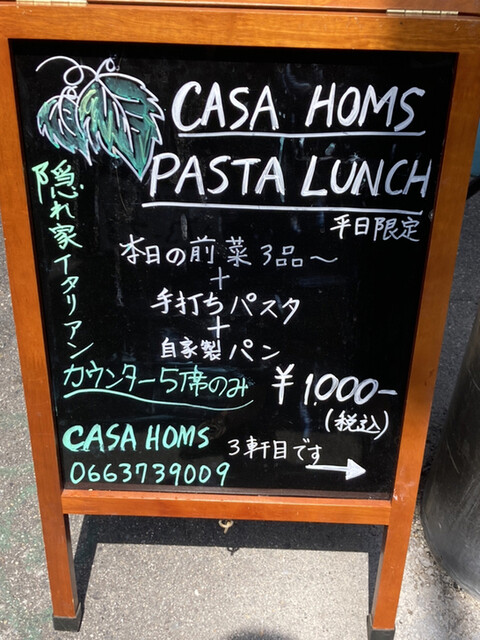 CASA HOMS
PASTA LUNCH
平日限定
隠れ家イタリアン
本日の前菜3品〜
+
手打ちパスタ
+
自家製パン
カウンター5席のみ
¥1,000-
(税込)
CASA HOMS
0663739009
3軒目です
→